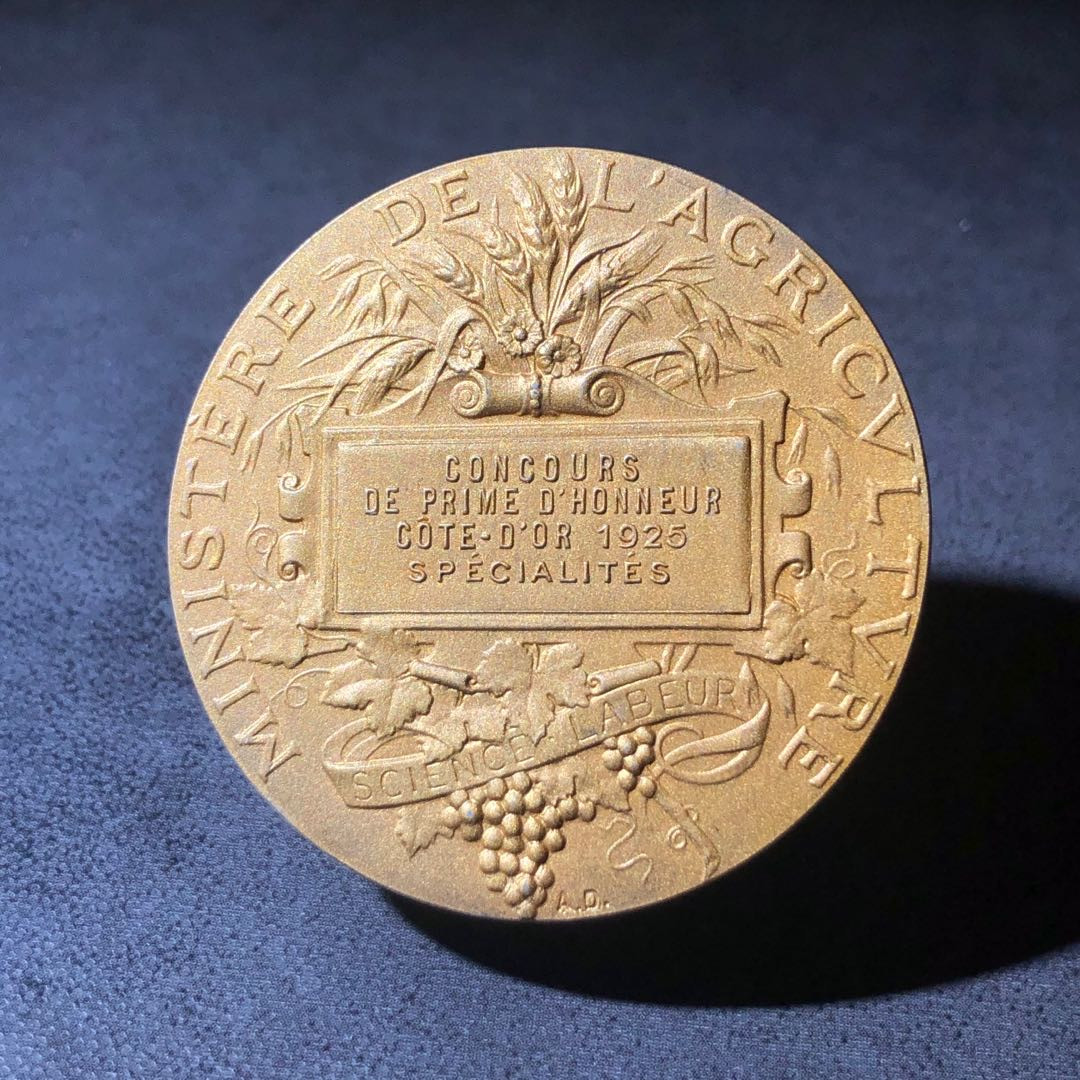 MINISTÈRE DE L'AGRICVLTVRE
CONCOURS
DE PRIME D'HONNEUR
CÔTE-D'OR 1925
SPÉCIALITÉS
SCIENCE LABEUR
A.D.